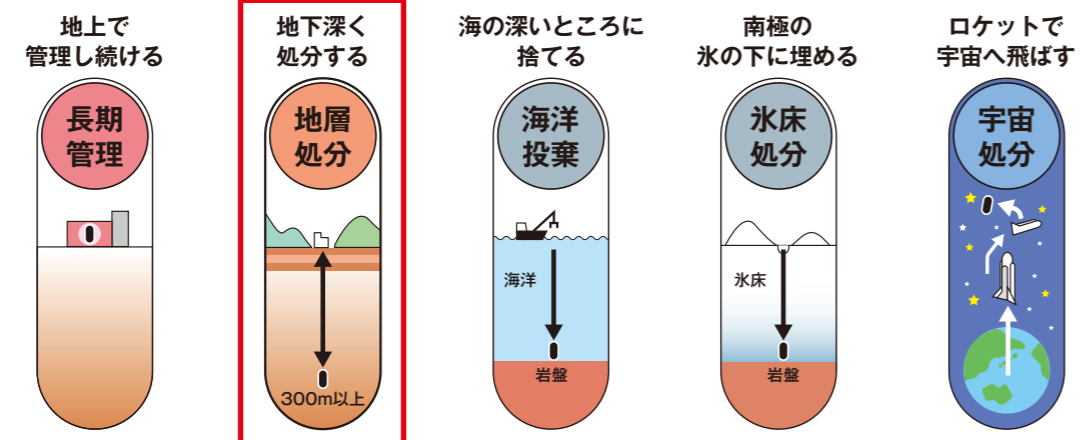 地上で
管理し続ける
長期
管理
地下深く
処分する
地層
処分
300m以上
海の深いところに
捨てる
海洋
投棄
海洋
岩盤
南極の
氷の下に埋める
氷床
処分
氷床
岩盤
ロケットで
宇宙へ飛ばす
宇宙
処分